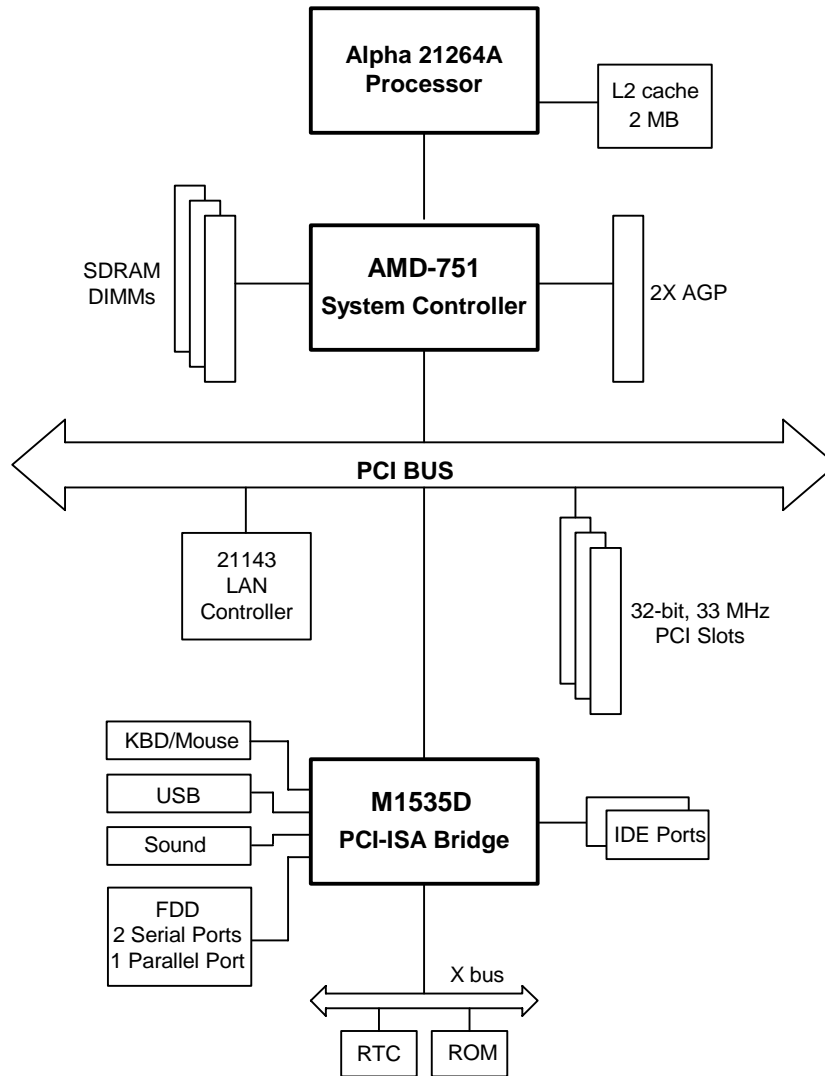 Alpha 21264A
Processor
L2 cache
2 MB
SDRAM
DIMMs
AMD-751
System Controller
2X AGP
PCI BUS
21143
LAN
Controller
32-bit, 33 MHz
PCI Slots
KBD/Mouse
USB
Sound
FDD
2 Serial Ports
1 Parallel Port
M1535D
PCI-ISA Bridge
IDE Ports
X bus
RTC
ROM